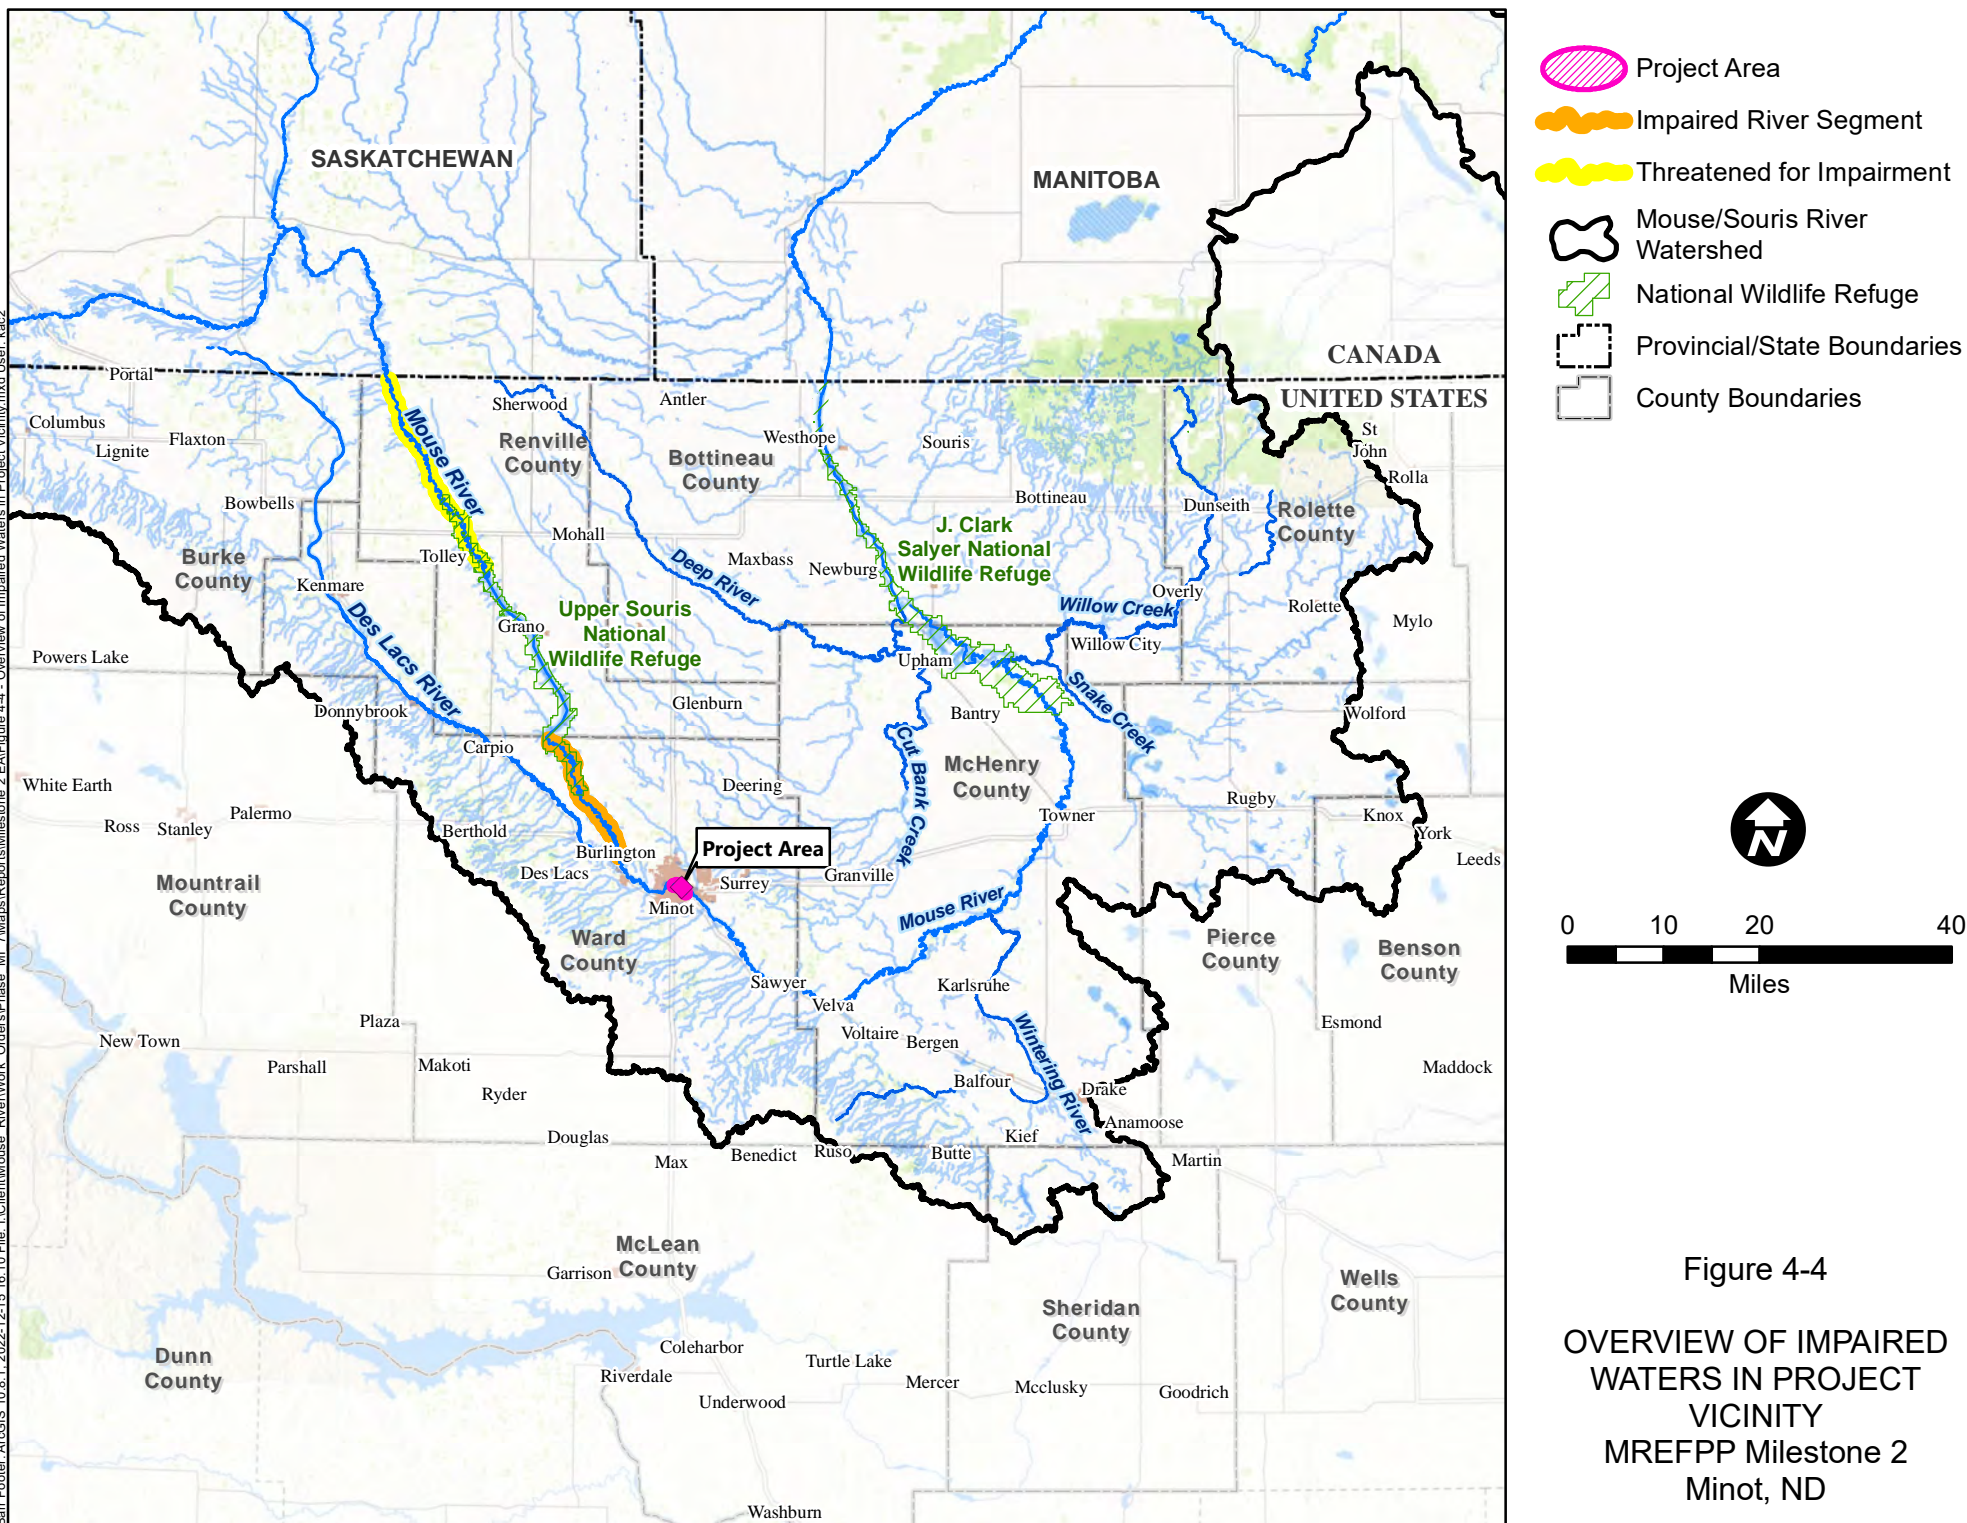 SASKATCHEWAN
MANITOBA
CANADA
UNITED STATES
Portal
Columbus
Lignite
Flaxton
Bowbells
Sherwood
Antler
Renville
County
Bottineau
County
Westhope
Souris
Bottineau
St
John
Rolla
Dunseith
Rolette
County
Mouse River
Mohall
Tolley
Maxbass
Newburg
J. Clark
Salyer National
Wildlife Refuge
Deep River
Burke
County
Kenmare
Des Lacs River
Overly
Willow Creek
Rolette
Mylo
Willow City
Grano
Upper Souris
National
Wildlife Refuge
Powers Lake
Upham
Snake Creek
Donnybrook
Glenburn
Bantry
Wolford
Carpio
Cut Bank Creek
McHenry
County
White Earth
Deering
Rugby
Ross
Stanley
Palermo
Berthold
Towner
Knox
York
Leeds
Burlington
Project Area
Des Lacs
Surrey
Granville
Mountrail
County
Minot
Mouse River
Ward
County
Pierce
County
Benson
County
Sawyer
Karlsruhe
Velva
Plaza
Voltaire
Bergen
Wintering River
Esmond
New Town
Parshall
Makoti
Ryder
Balfour
Drake
Maddock
Anamoose
Douglas
Kief
Max
Benedict
Ruso
Butte
Martin
McLean
County
Garrison
Wells
County
Sheridan
County
Dunn
County
Coleharbor
Riverdale
Turtle Lake
Underwood
Mercer
Mcclusky
Goodrich
Washburn
Project Area
Impaired River Segment
Threatened for Impairment
Mouse/Souris River
Watershed
National Wildlife Refuge
Provincial/State Boundaries
County Boundaries
N
0 10 20 40
Miles
Figure 4-4
OVERVIEW OF IMPAIRED
WATERS IN PROJECT
VICINITY
MREFPP Milestone 2
Minot, ND